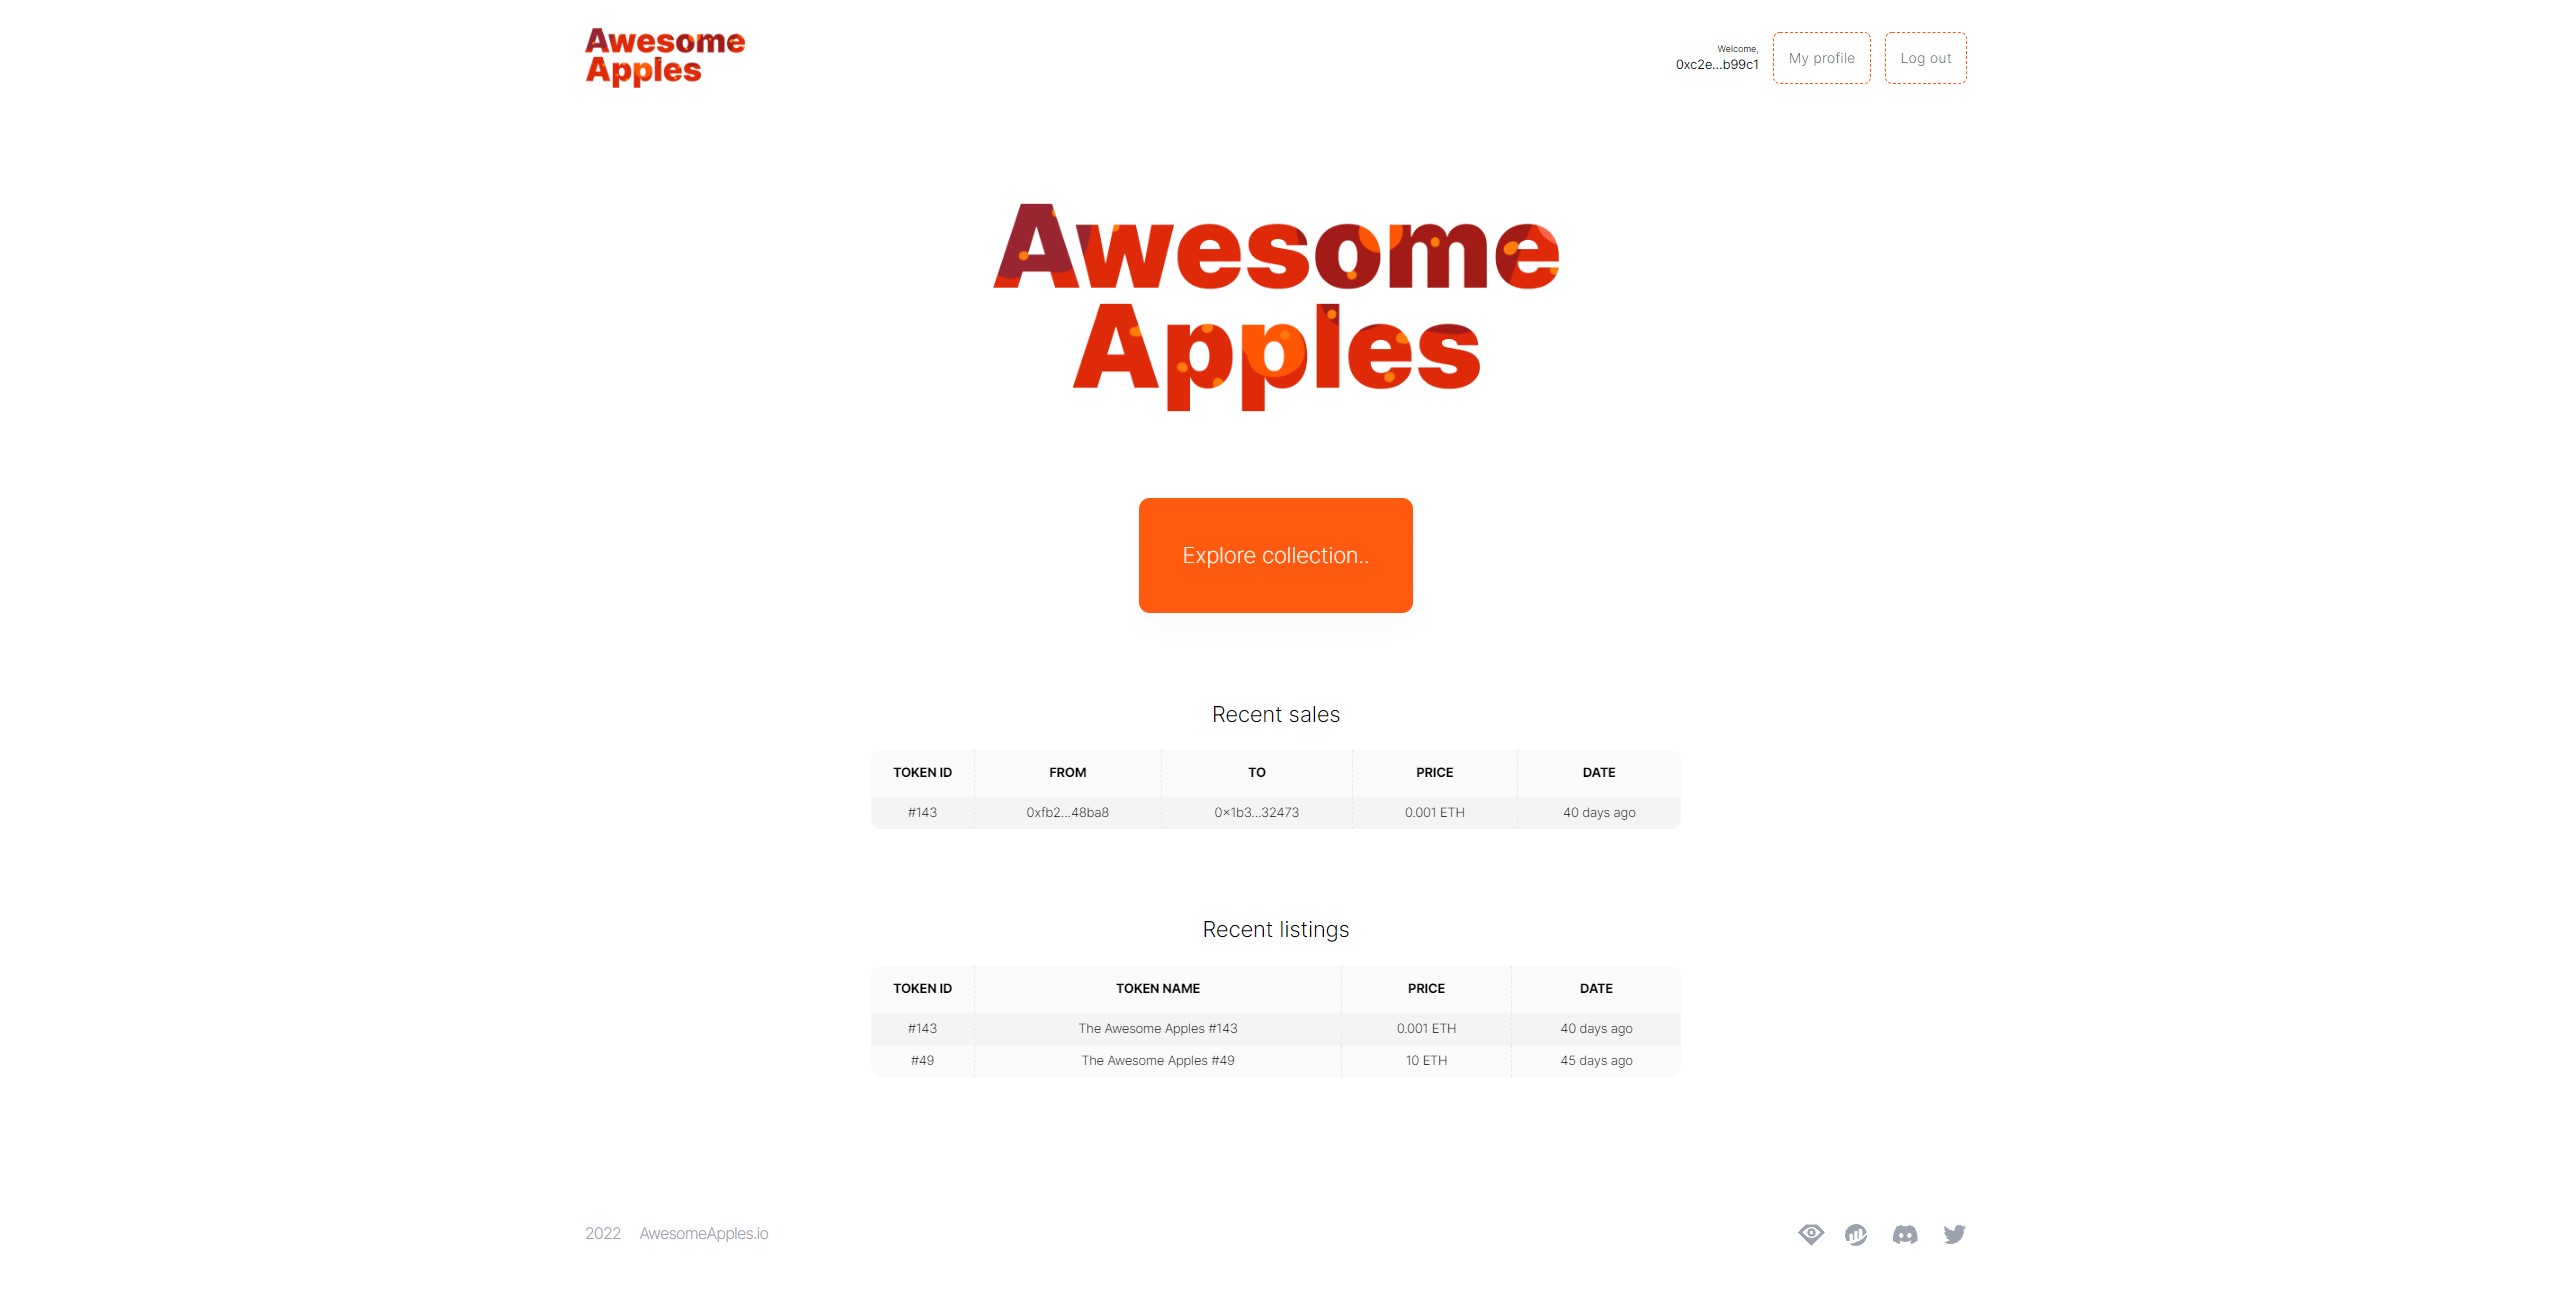 Awesome
Apples
Welcome,
0xc2e...b99c1
My profile
Log out
Awesome
Apples
Explore collection..
Recent sales
TOKEN ID FROM TO PRICE DATE
#143 0xfb2...48ba8 0x1b3...32473 0.001 ETH 40 days ago
Recent listings
TOKEN ID TOKEN NAME PRICE DATE
#143 The Awesome Apples #143 0.001 ETH 40 days ago
#49 The Awesome Apples #49 10 ETH 45 days ago
2022 AwesomeApples.io